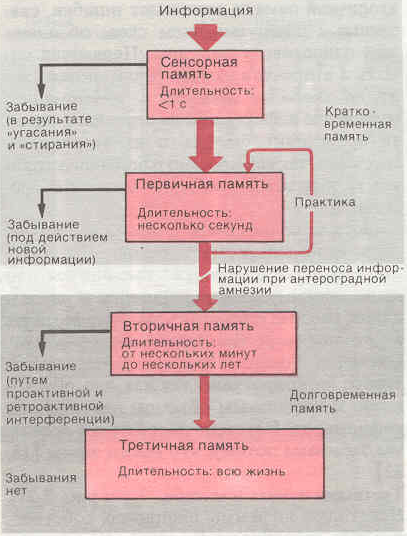 Информация
Сенсорная
память
Длительность:
<1 с
Забывание
(в результате
«угасания»
и «стирания»)
Кратко-
временная
память
Первичная память
Длительность:
несколько секунд
Практика
Забывание
(под действием
новой
информации)
Нарушение переноса инфор-
мации при антероградной
амнезии
Вторичная память
Длительность:
от нескольких минут
до нескольких лет
Забывание
(путем
проактивной и
ретроактивной
интерференции)
Долговременная
память
Третичная память
Длительность: всю жизнь
Забывания
нет